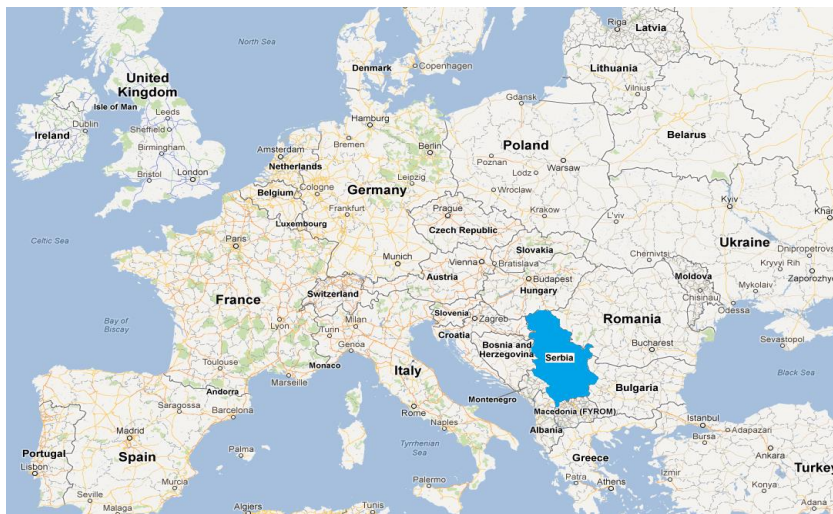 Riga
Latvia
North Sea
Denmark
Copenhagen
Lithuania
United
Kingdom
Vilnius
Isle of Man
Leeds
Gdansk
Dublin
Sheffield
Hamburg
Belarus
Ireland
Birmingham
Bremen
Poland
Amsterdam
Berlin
Netherlands
Poznan
Warsaw
Bristol
London
Lodz
Leipzig
Belgium
Cologne
Germany
Wroclaw
Kyiv
Khar
Luxembourg
Frankfurt
Krakow
L'viv
Prague
Czech Republic
Celtic Sea
Paris
Ukraine
Slovakia
Dnipropetrovs
Munich
Vienna
Bratislava
Chernivtsi
Kryvyi Rih
Austria
Budapest
Moldova
Zaporozhy
Hungary
Mykolaiv
Switzerland
Chisinau
France
Odessa
Slovenia
Zagreb
Romania
Bay of
Biscay
Lyon
Milan
Turin
Croatia
Genoa
Bosnia and
Herzegovina
Sevastopol
Bucharest
Serbia
Toulouse
Monaco
Italy
Black Sea
Marseille
Andorra
Bulgaria
Montenegro
Saragossa
Barcelona
Rome
Macedonia (FYROM)
Istanbul
Naples
Adapazari
Madrid
Albania
Bursa
Portugal
Spain
Palma
Tyrrhenian
Sea
Ankara
Greece
Lisbon
Turkey
Patra
Izmir
Murcia
Palermo
Athens
Konya
Seville
Algiers
Tunis
Adana
Malaga